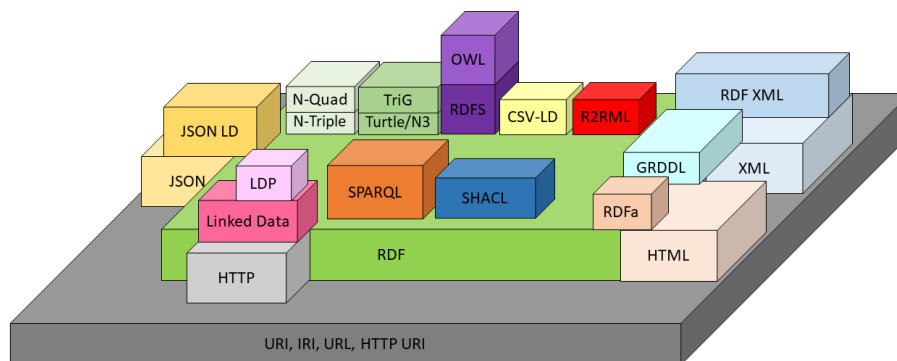 OWL
N-Quad
TriG
RDFS
RDF XML
N-Triple
Turtle/N3
CSV-LD
R2RML
JSON LD
JSON
GRDDL
XML
LDP
SPARQL
SHACL
RDFa
Linked Data
RDF
HTML
HTTP
URI, IRI, URL, HTTP URI